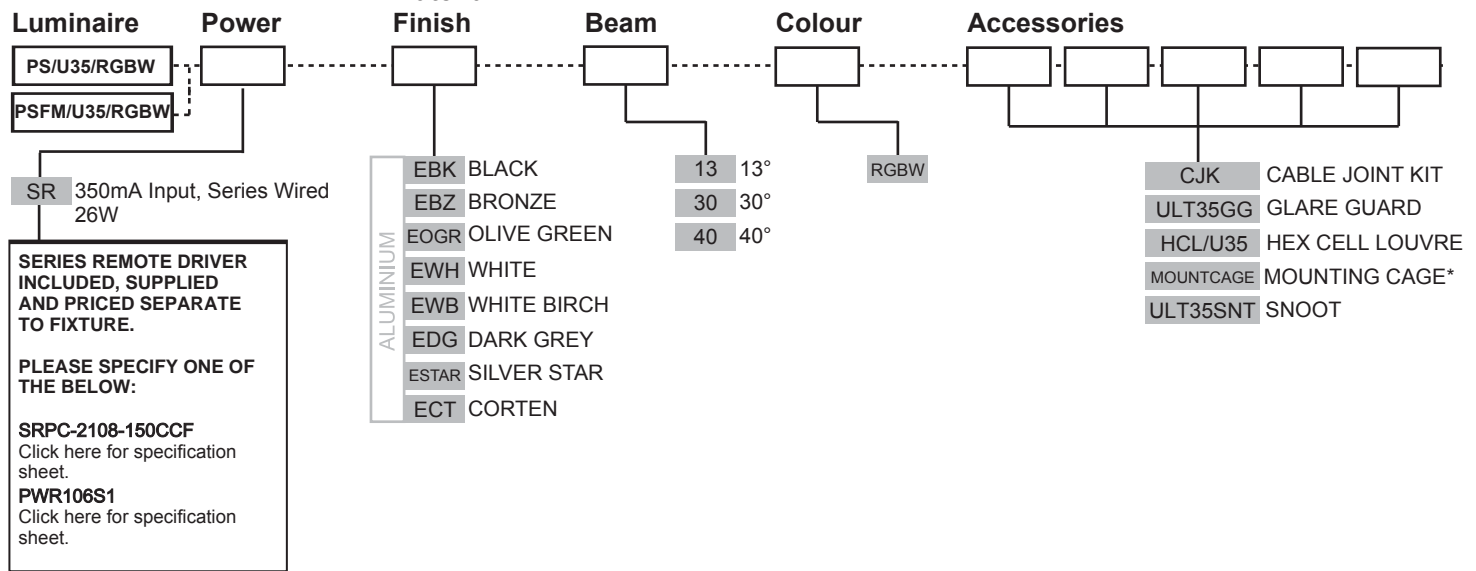 Luminaire Power Finish Beam Colour Accessories
PS/U35/RGBW
PSFM/U35/RGBW
SR 350mA Input, Series Wired
26W
SERIES REMOTE DRIVER
INCLUDED, SUPPLIED
AND PRICED SEPARATE
TO FIXTURE.
PLEASE SPECIFY ONE OF
THE BELOW:
SRPC-2108-150CCF
Click here for specification
sheet.
PWR106S1
Click here for specification
sheet.
ALUMINIUM
EBK BLACK
EBZ BRONZE
EOGR OLIVE GREEN
EWH WHITE
EWB WHITE BIRCH
EDG DARK GREY
ESTAR SILVER STAR
ECT CORTEN
13 13°
30 30°
40 40°
RGBW
CJK CABLE JOINT KIT
ULT35GG GLARE GUARD
HCL/U35 HEX CELL LOUVRE
MOUNTCAGE MOUNTING CAGE*
ULT35SNT SNOOT